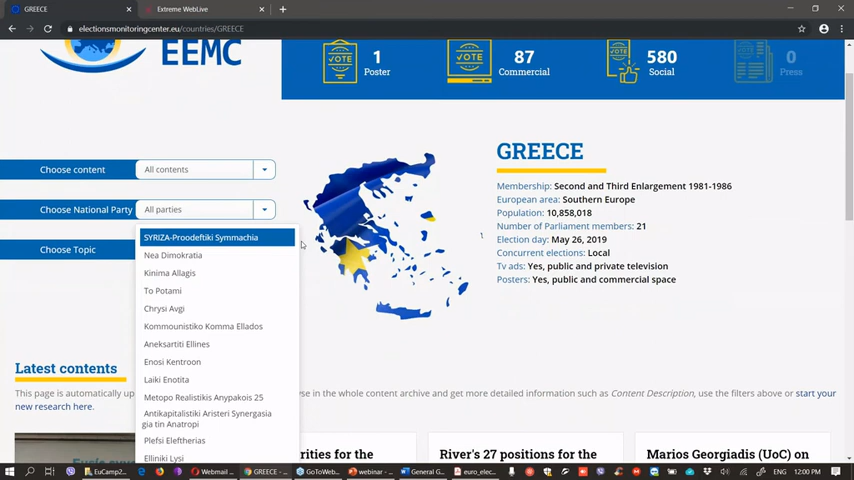 GREECE
Extreme WebLive
electionsmonitoringcenter.eu/countries/GREECE
EEMC
VOTE
1
Poster
VOTE
87
Commercial
VOTE
580
Social
0
Press
Choose content
All contents
Choose National Party
All parties
Choose Topic
SYRIZA-Proodeftiki Symmachia
Nea Dimokratia
Kinima Allagis
To Potami
Chrysi Avgi
Kommounistiko Komma Ellados
Aneksartiti Ellines
Enosi Kentroon
Laiki Enotita
Metopo Realistikis Anypakois 25
Antikapitalistiki Aristeri Synergasia
gia tin Anatropi
Plefsi Eleftherias
Elliniki Lysi
GREECE
Membership: Second and Third Enlargement 1981-1986
European area: Southern Europe
Population: 10,858,018
Number of Parliament members: 21
Election day: May 26, 2019
Concurrent elections: Local
Tv ads: Yes, public and private television
Posters: Yes, public and commercial space
Latest contents
This page is automatically up
se in the whole content archive and get more detailed information such as Content Description, use the filters above or start your
new research here.
rities for the
River's 27 positions for the
Marios Georgiadis (UoC) on
EuCamp2...
Webmail ...
GREECE - ...
GoToWeb...
webinar - ...
General G...
euro_elec...
12:00 PM